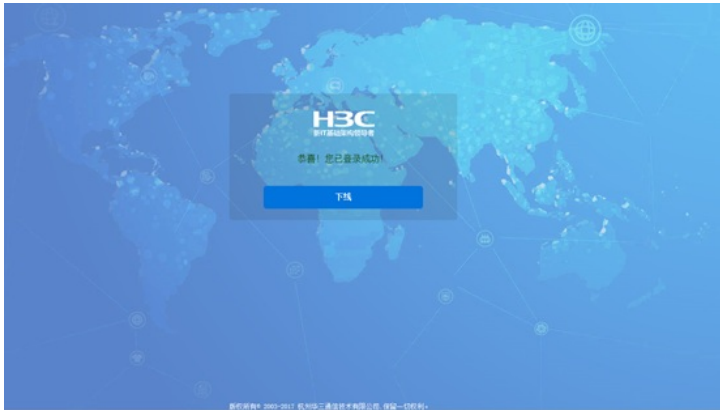 H3C
新IT基础架构领导者
恭喜！您已登录成功！
下线
版权所有© 2003-2017 杭州华三通信技术有限公司. 保留一切权利。